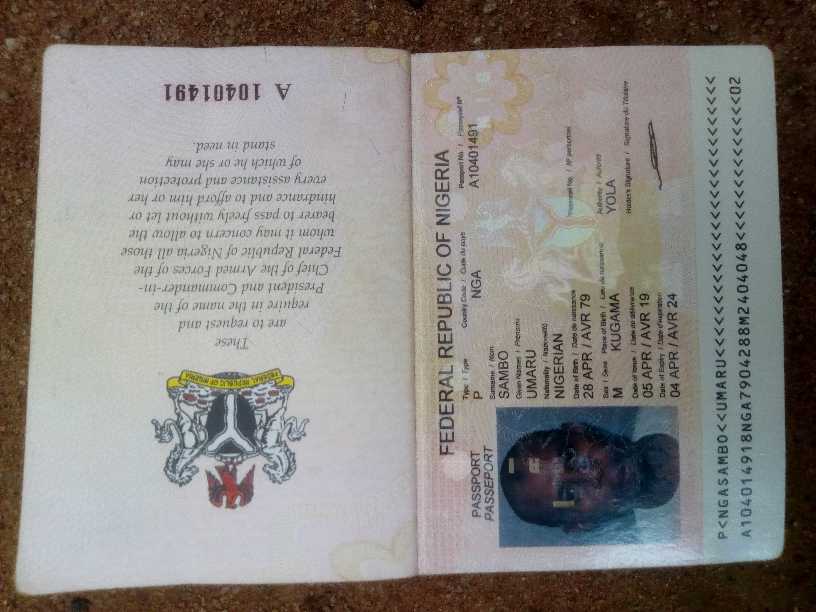 A 10401491
These
are to request and
require in the name of the
President and Commander-in-
Chief of the Armed Forces of the
Federal Republic of Nigeria all those
whom it may concern to allow the
bearer to pass freely without let or
hindrance and to afford him or her
every assistance and protection
of which he or she may
stand in need.
FEDERAL REPUBLIC OF NIGERIA
PASSPORT
PASSEPORT
Type / Type Country Code / Code du pays Passport No. / Passeport N°
P NGA A10401491
Surname / Nom
SAMBO
Given Names / Prénoms
UMARU
Nationality / Nationalité
NIGERIAN
Date of Birth / Date de naissance Personal No. / N° personnel
28 APR / AVR 79
Sex / Sexe Place of Birth / Lieu de naissance Authority / Autorité
M KUGAMA YOLA
Date of Issue / Date de délivrance Holder's Signature / Signature du Titulaire
05 APR / AVR 19
Date of Expiry / Date d'expiration
04 APR / AVR 24
P<NGASAMBO<<UMARU<<<<<<<<<<<<<<<<<<<<<<<<<<<
A104014918NGA7904288M2404048<<<<<<<<<<<<<<02